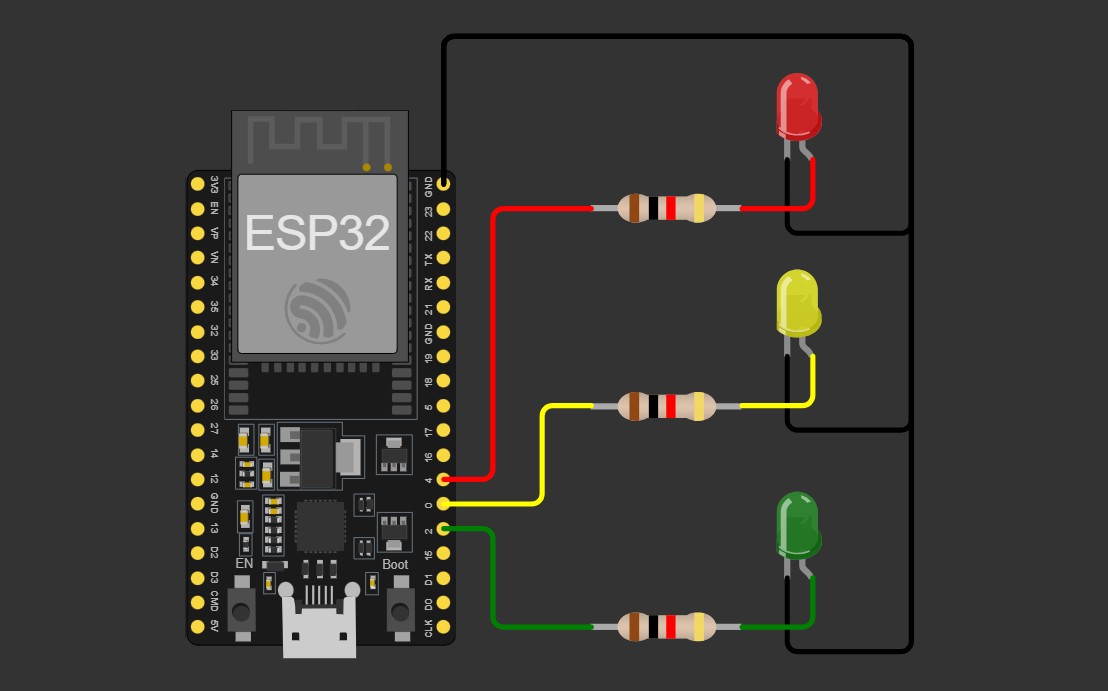 ESP32
3V3
EN
VP
VN
34
35
32
33
25
26
27
14
12
GND
13
D2
D3
CMD
5V
GND
23
22
TX
RX
21
GND
19
18
5
17
16
4
0
2
15
D1
D0
CLK
EN
Boot